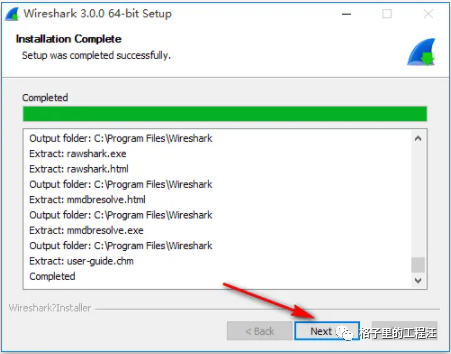 Wireshark 3.0.0 64-bit Setup
Installation Complete
Setup was completed successfully.
Completed
Output folder: C:\Program Files\Wireshark
Extract: rawshark.exe
Extract: rawshark.html
Output folder: C:\Program Files\Wireshark
Extract: mmdbresolve.html
Output folder: C:\Program Files\Wireshark
Extract: mmdbresolve.exe
Output folder: C:\Program Files\Wireshark
Extract: user-guide.chm
Completed
Wireshark?Installer
< Back
Next
格子里的工程汪